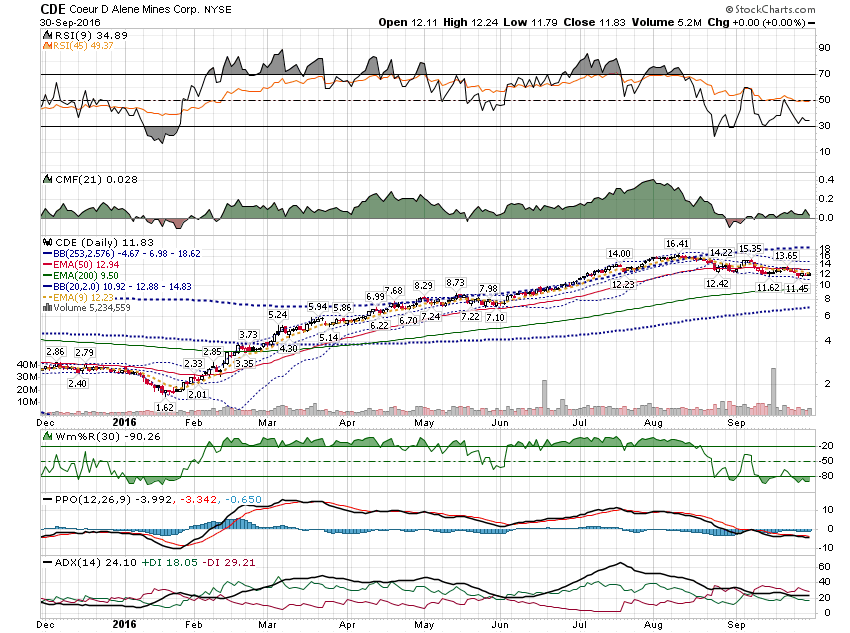 CDE Coeur D Alene Mines Corp. NYSE
© StockCharts.com
30-Sep-2016
Open 12.11 High 12.24 Low 11.79 Close 11.83 Volume 5.2M Chg +0.00 (+0.00%)
RSI(9) 34.89
RSI(45) 49.37
90
70
50
30
10
CMF(21) 0.028
0.4
0.2
0.0
CDE (Daily) 11.83
BB(253,2.576) -4.67 - 6.98 - 18.62
EMA(50) 12.94
EMA(200) 9.50
BB(20,2.0) 10.92 - 12.88 - 14.83
EMA(9) 12.23
Volume 5,234,559
18
16
14
12
10
8
6
4
2
40M
30M
20M
10M
2.86 2.79 2.40 1.62 2.33 2.01 2.85 3.73 3.35 5.24 4.30 5.94 5.14 5.86 6.99 6.22 7.68 6.70 8.29 7.24 8.73 7.22 7.98 7.10 14.00 12.23 16.41 14.22 12.42 15.35 11.62 13.65 11.45
Dec 2016 Feb Mar Apr May Jun Jul Aug Sep
Wm%R(30) -90.26
-20
-50
-80
PPO(12,26,9) -3.992, -3.342, -0.650
10
0
-10
ADX(14) 24.10 +DI 18.05 -DI 29.21
60
40
20
0
Dec 2016 Feb Mar Apr May Jun Jul Aug Sep